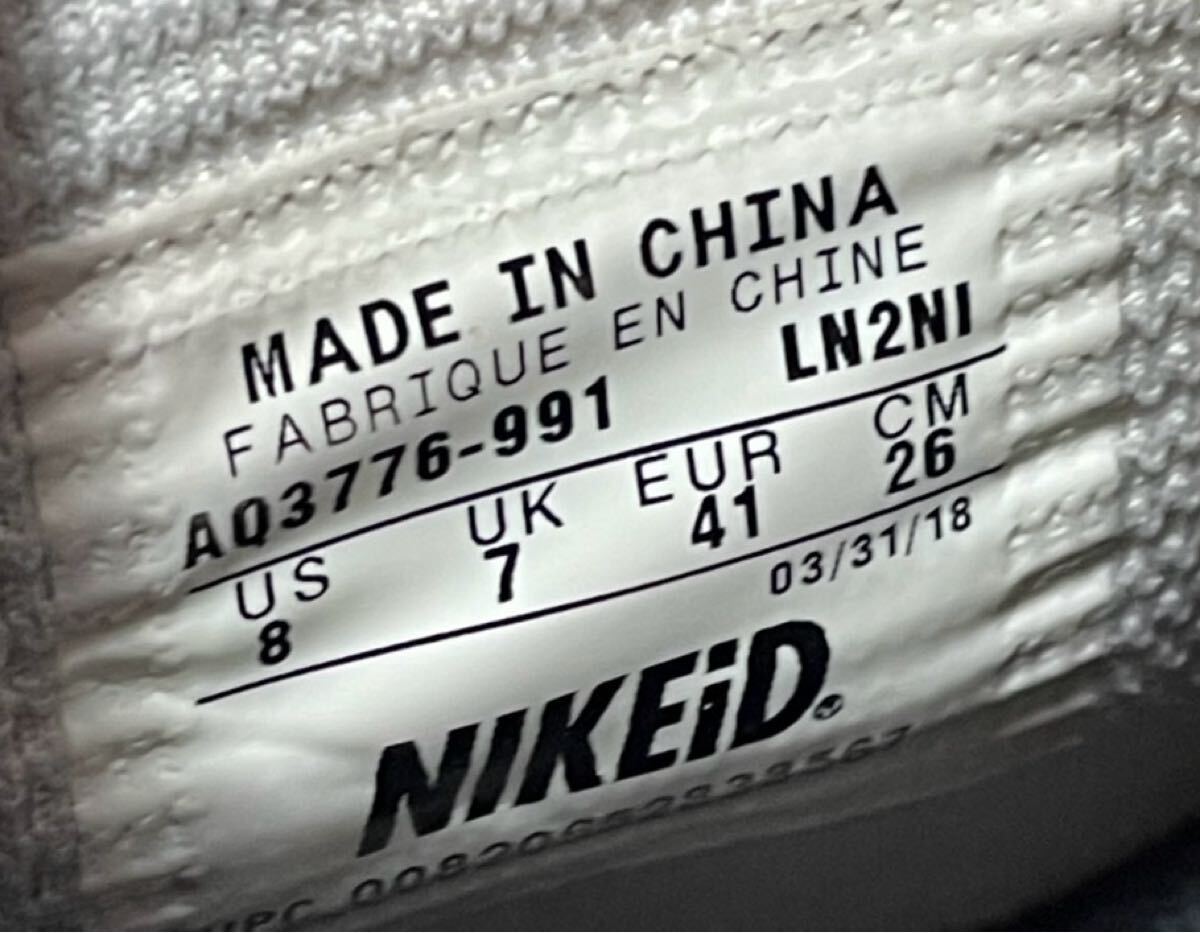 MADE IN CHINA
FABRIQUE EN CHINE
AQ3776-991 LN2NI
US UK EUR CM
8 7 41 26
03/31/18
NIKEiD.